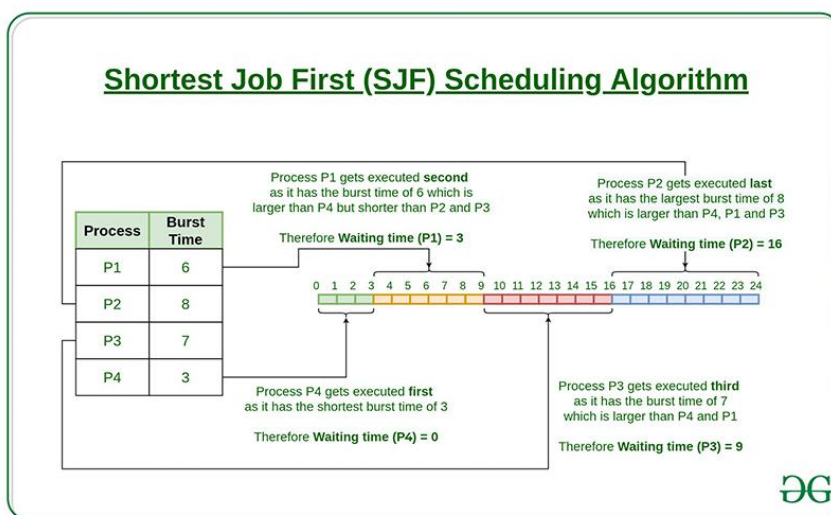 Shortest Job First (SJF) Scheduling Algorithm
Process P1 gets executed second
as it has the burst time of 6 which is
larger than P4 but shorter than P2 and P3
Therefore Waiting time (P1) = 3
Process P2 gets executed last
as it has the largest burst time of 8
which is larger than P4, P1 and P3
Therefore Waiting time (P2) = 16
Process Burst Time
P1 6
P2 8
P3 7
P4 3
0 1 2 3 4 5 6 7 8 9 10 11 12 13 14 15 16 17 18 19 20 21 22 23 24
Process P4 gets executed first
as it has the shortest burst time of 3
Therefore Waiting time (P4) = 0
Process P3 gets executed third
as it has the burst time of 7
which is larger than P4 and P1
Therefore Waiting time (P3) = 9